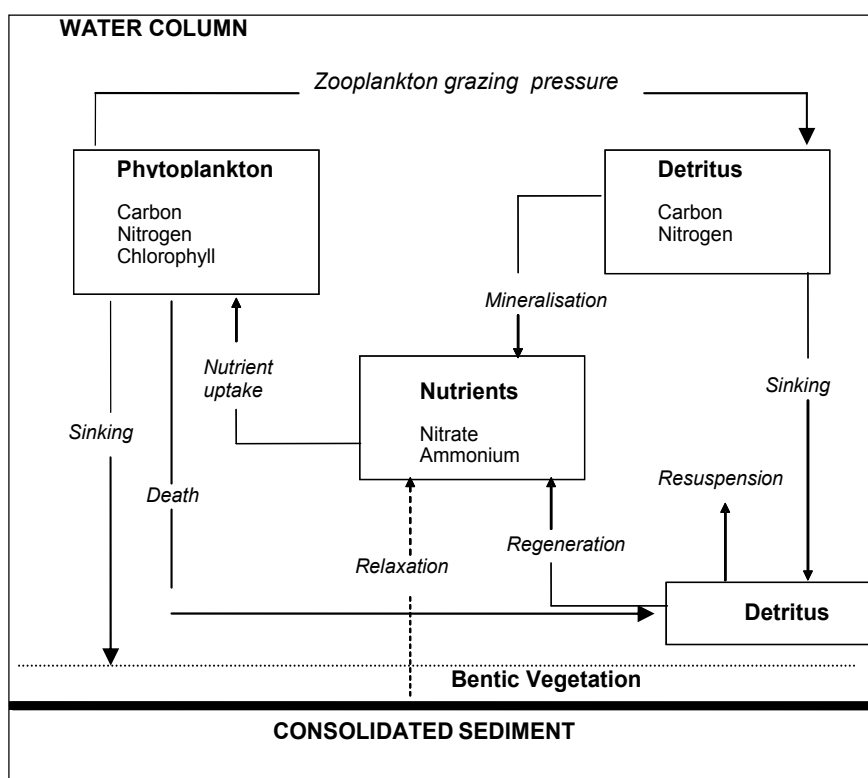 WATER COLUMN
Zooplankton grazing pressure
Phytoplankton
Carbon
Nitrogen
Chlorophyll
Detritus
Carbon
Nitrogen
Mineralisation
Nutrient
uptake
Nutrients
Nitrate
Ammonium
Sinking
Sinking
Death
Resuspension
Relaxation
Regeneration
Detritus
Bentic Vegetation
CONSOLIDATED SEDIMENT